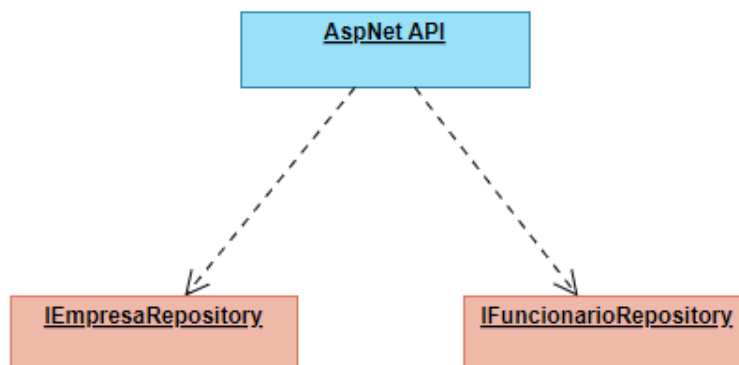 AspNet API
IEmpresaRepository
IFuncionarioRepository